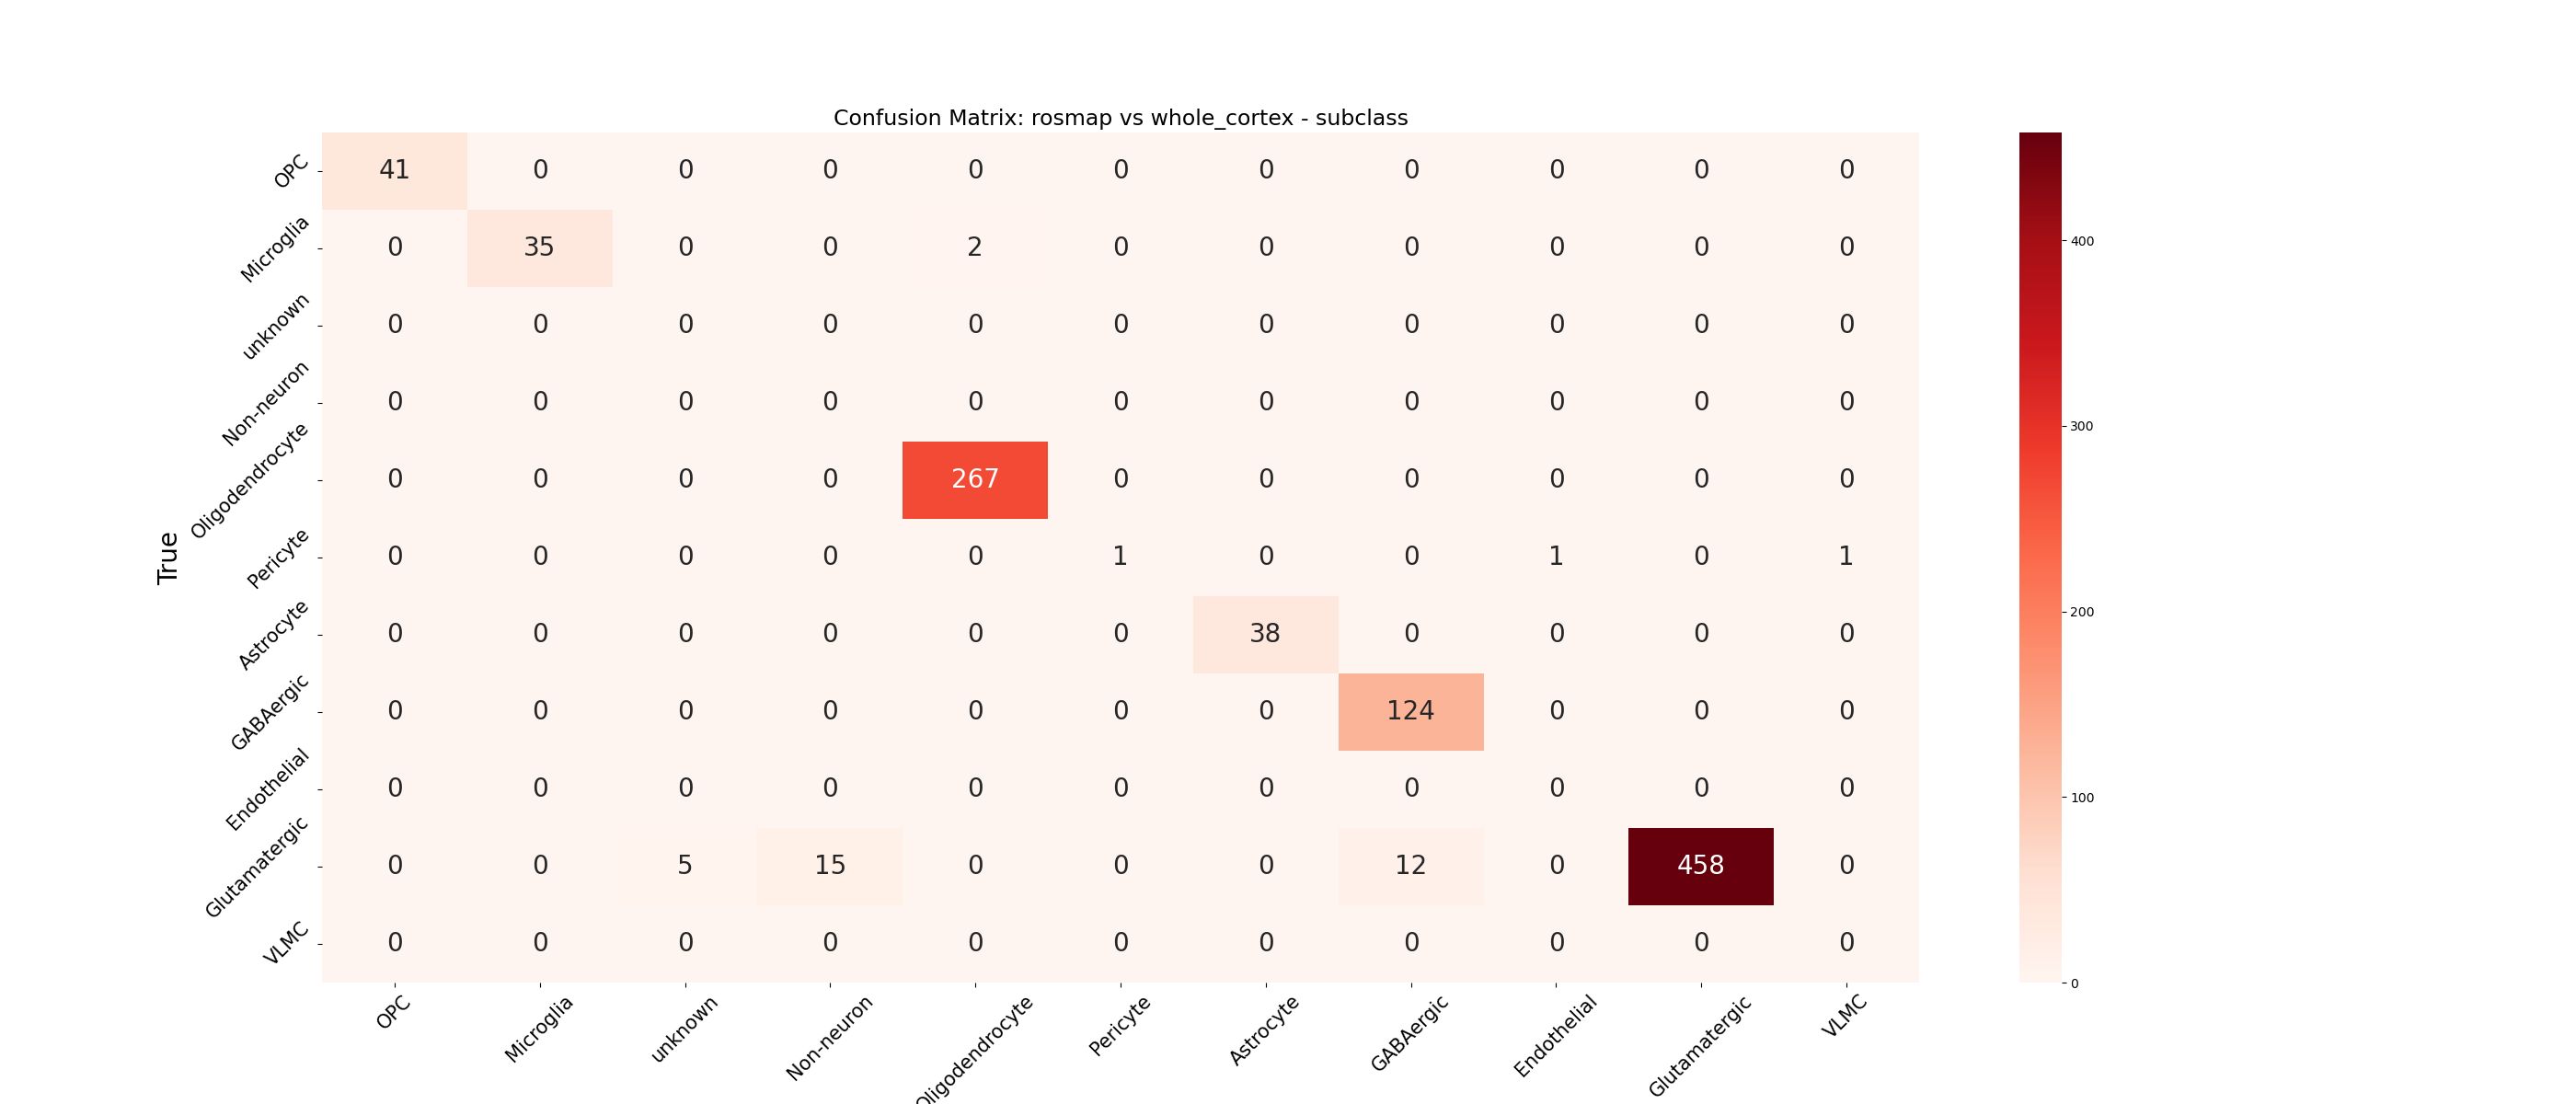 Confusion Matrix: rosmap vs whole_cortex - subclass
True
OPC 41 0 0 0 0 0 0 0 0 0 0
Microglia 0 35 0 0 2 0 0 0 0 0 0
unknown 0 0 0 0 0 0 0 0 0 0 0
Non-neuron 0 0 0 0 0 0 0 0 0 0 0
Oligodendrocyte 0 0 0 0 267 0 0 0 0 0 0
Pericyte 0 0 0 0 0 1 0 0 1 0 1
Astrocyte 0 0 0 0 0 0 38 0 0 0 0
GABAergic 0 0 0 0 0 0 0 124 0 0 0
Endothelial 0 0 0 0 0 0 0 0 0 0 0
Glutamatergic 0 0 5 15 0 0 0 12 0 458 0
VLMC 0 0 0 0 0 0 0 0 0 0 0
OPC Microglia unknown Non-neuron Oligodendrocyte Pericyte Astrocyte GABAergic Endothelial Glutamatergic VLMC
400
300
200
100
0